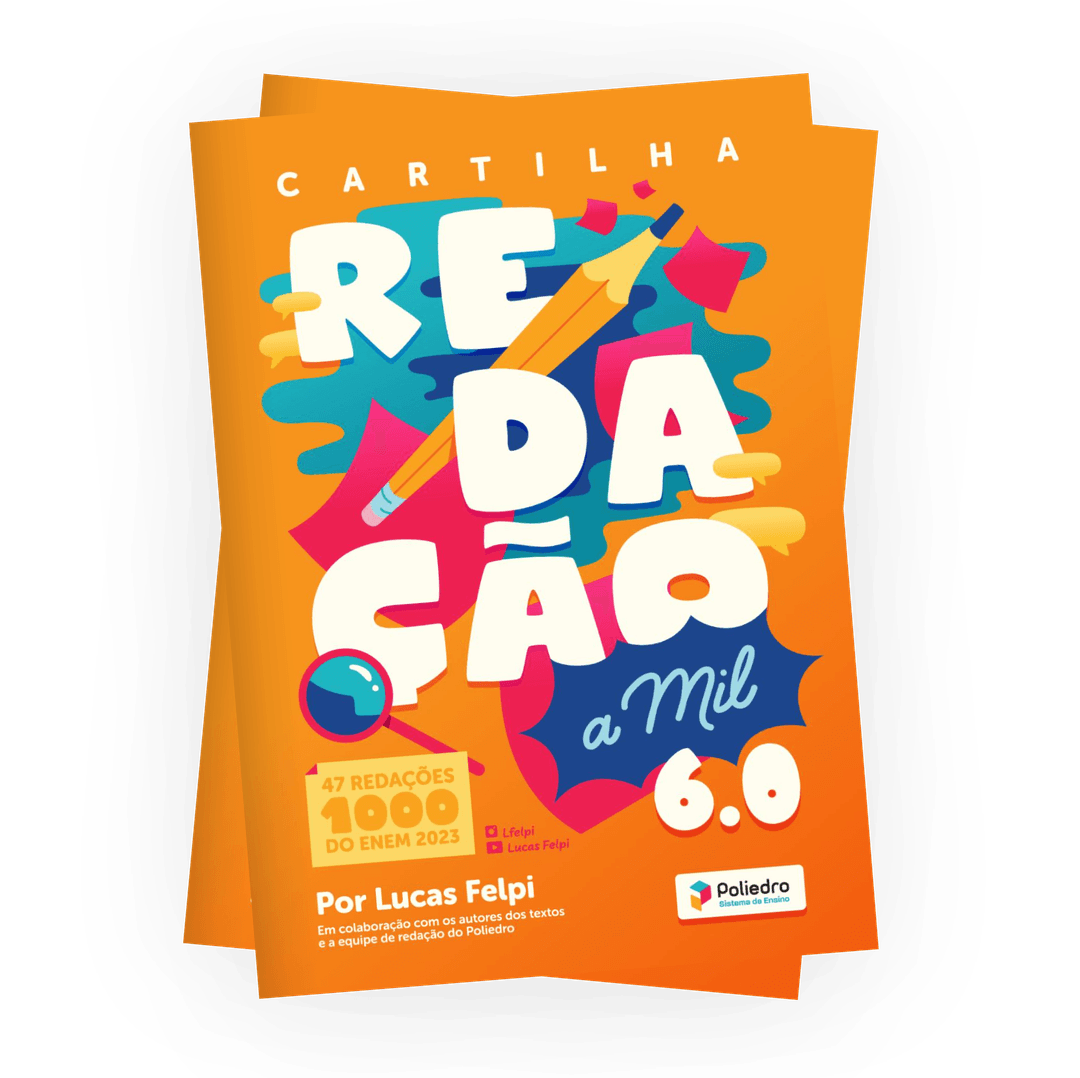 CARTILHA
RE
DA
ÇÃO
a Mil
6.0
47 REDAÇÕES
1000
DO ENEM 2023
Lfelpi
Lucas Felpi
Por Lucas Felpi
Em colaboração com os autores dos textos
e a equipe de redação do Poliedro
Poliedro
Sistema de Ensino